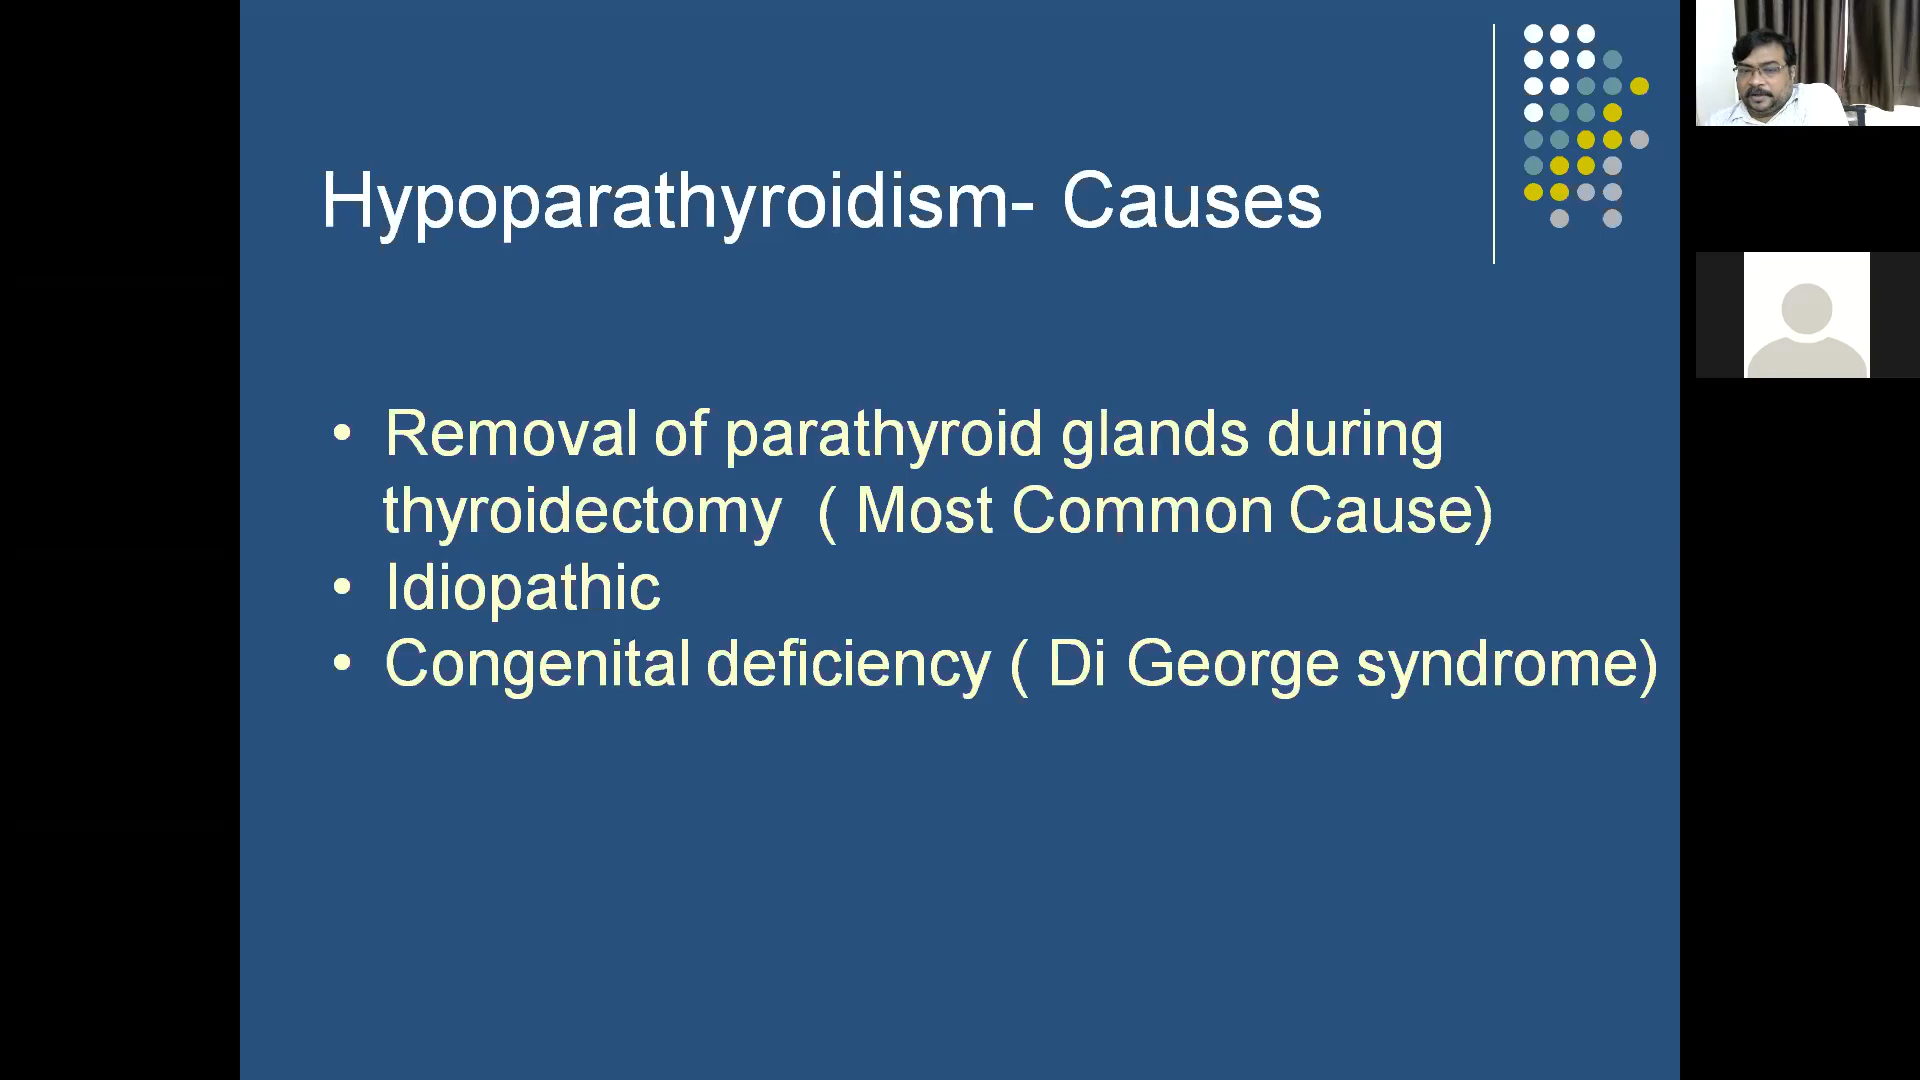 Hypoparathyroidism- Causes
• Removal of parathyroid glands during
thyroidectomy ( Most Common Cause)
• Idiopathic
• Congenital deficiency ( Di George syndrome)